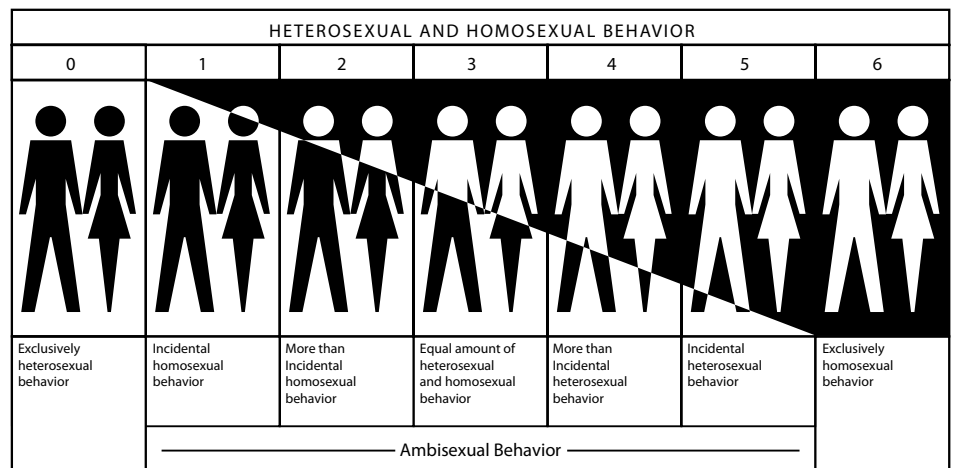 HETEROSEXUAL AND HOMOSEXUAL BEHAVIOR
0 1 2 3 4 5 6
Exclusively
heterosexual
behavior
Incidental
homosexual
behavior
More than
Incidental
homosexual
behavior
Equal amount of
heterosexual
and homosexual
behavior
More than
Incidental
heterosexual
behavior
Incidental
heterosexual
behavior
Exclusively
homosexual
behavior
Ambisexual Behavior